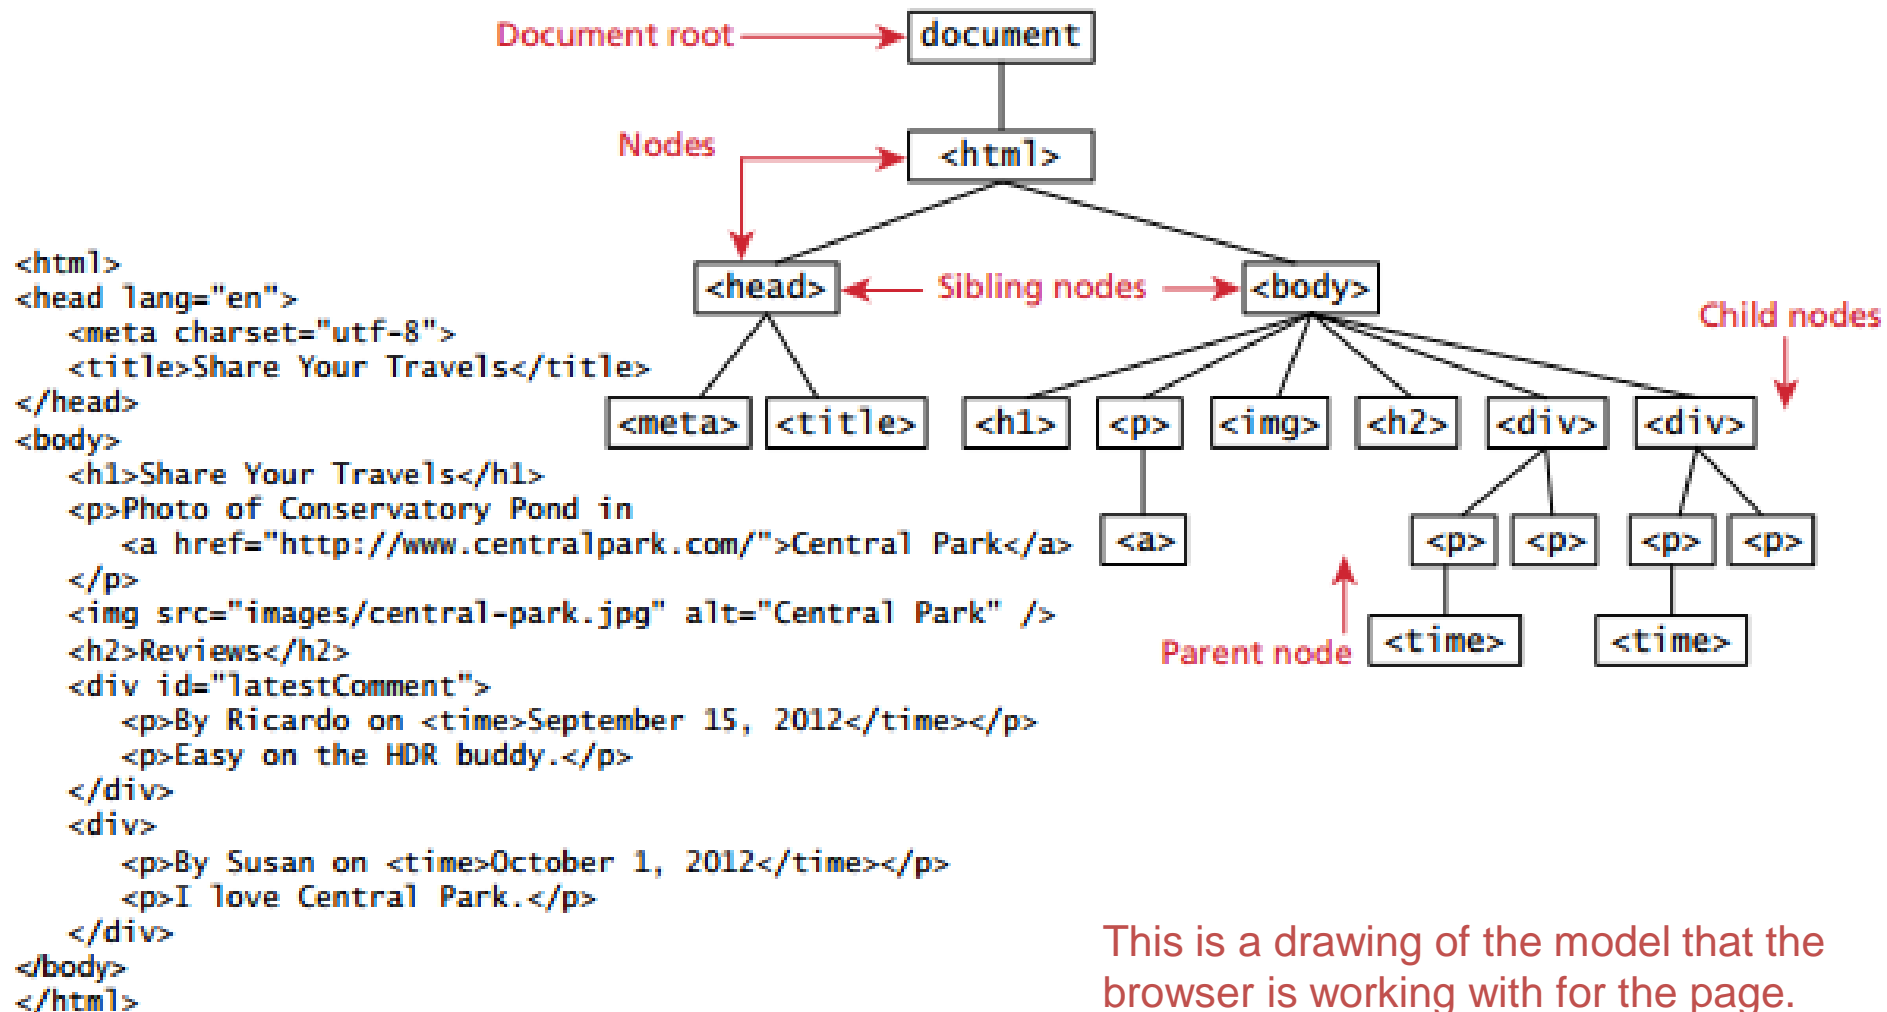 Document root
document
Nodes
<html>
<head>
Sibling nodes
<body>
Child nodes
<meta> <title> <h1> <p> <img> <h2> <div> <div>
<a> <p> <p> <p> <p>
Parent node
<time> <time>
<html>
<head lang="en">
<meta charset="utf-8">
<title>Share Your Travels</title>
</head>
<body>
<h1>Share Your Travels</h1>
<p>Photo of Conservatory Pond in
<a href="http://www.centralpark.com/">Central Park</a>
</p>
<img src="images/central-park.jpg" alt="Central Park" />
<h2>Reviews</h2>
<div id="latestComment">
<p>By Ricardo on <time>September 15, 2012</time></p>
<p>Easy on the HDR buddy.</p>
</div>
<div>
<p>By Susan on <time>October 1, 2012</time></p>
<p>I love Central Park.</p>
</div>
</body>
</html>
This is a drawing of the model that the
browser is working with for the page.